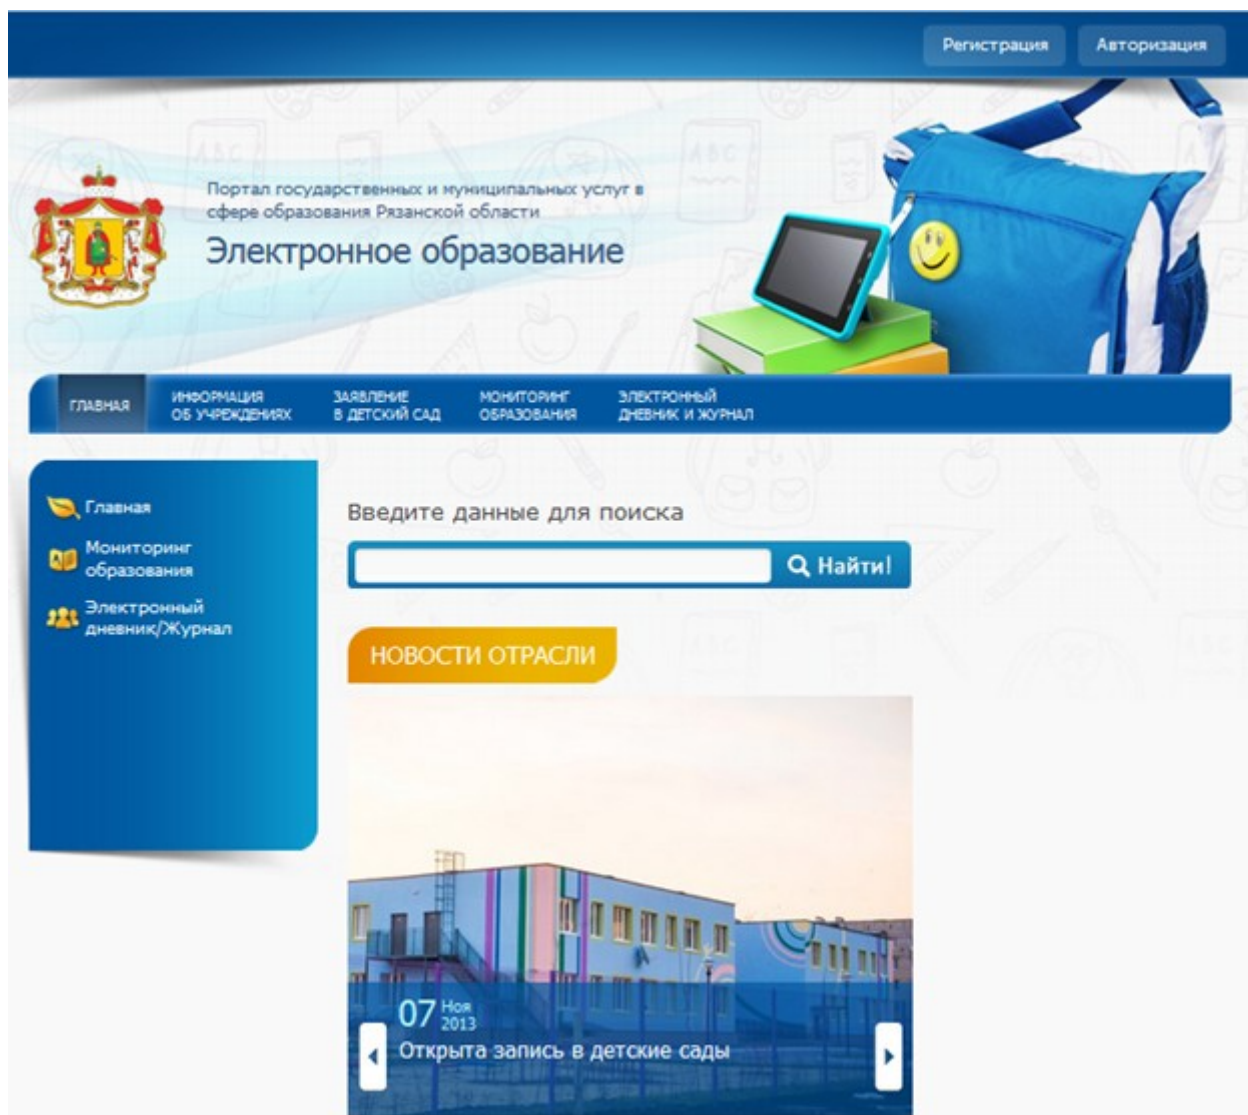 Регистрация
Авторизация
Портал государственных и муниципальных услуг в
сфере образования Рязанской области
Электронное образование
ГЛАВНАЯ
ИНФОРМАЦИЯ
ОБ УЧРЕЖДЕНИЯХ
ЗАЯВЛЕНИЕ
В ДЕТСКИЙ САД
МОНИТОРИНГ
ОБРАЗОВАНИЯ
ЭЛЕКТРОННЫЙ
ДНЕВНИК И ЖУРНАЛ
Главная
Мониторинг
образования
Электронный
дневник/Журнал
Введите данные для поиска
Найти!
НОВОСТИ ОТРАСЛИ
07 Ноя
2013
Открыта запись в детские сады